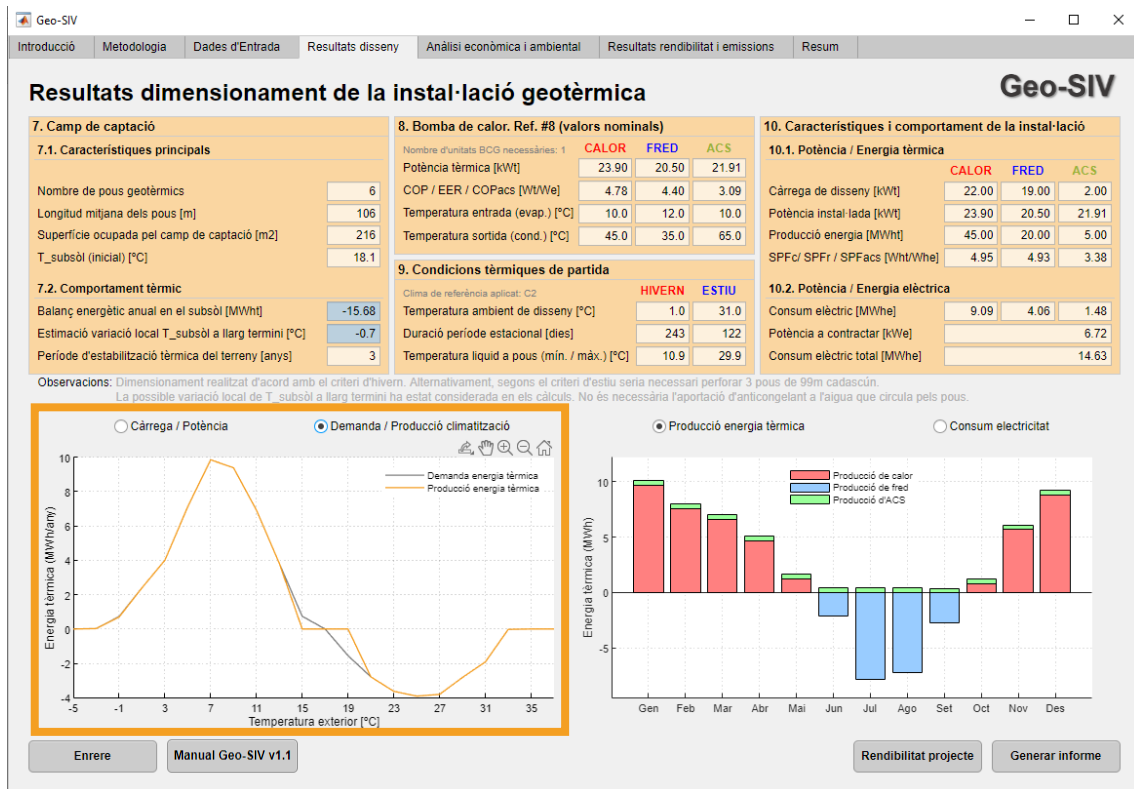 Geo-SIV
Introducció Metodologia Dades d'Entrada Resultats disseny Anàlisi econòmica i ambiental Resultats rendibilitat i emissions Resum
Resultats dimensionament de la instal·lació geotèrmica
Geo-SIV
7. Camp de captació
7.1. Característiques principals
Nombre de pous geotèrmics 6
Longitud mitjana dels pous [m] 106
Superfície ocupada pel camp de captació [m2] 216
T_subsòl (inicial) [ºC] 18.1
7.2. Comportament tèrmic
Balanç energètic anual en el subsòl [MWht] -15.68
Estimació variació local T_subsòl a llarg termini [ºC] -0.7
Període d'estabilització tèrmica del terreny [anys] 3
8. Bomba de calor. Ref. #8 (valors nominals)
Nombre d'unitats BCG necessàries: 1 CALOR FRED ACS
Potència tèrmica [kWt] 23.90 20.50 21.91
COP / EER / COPacs [Wt/We] 4.78 4.40 3.09
Temperatura entrada (evap.) [ºC] 10.0 12.0 10.0
Temperatura sortida (cond.) [ºC] 45.0 35.0 65.0
9. Condicions tèrmiques de partida
Clima de referència aplicat: C2 HIVERN ESTIU
Temperatura ambient de disseny [ºC] 1.0 31.0
Duració període estacional [dies] 243 122
Temperatura liquid a pous (mín. / màx.) [ºC] 10.9 29.9
10. Característiques i comportament de la instal·lació
10.1. Potència / Energia tèrmica
CALOR FRED ACS
Càrrega de disseny [kWt] 22.00 19.00 2.00
Potència instal·lada [kWt] 23.90 20.50 21.91
Producció energia [MWht] 45.00 20.00 5.00
SPFc/ SPFr / SPFacs [Wht/Whe] 4.95 4.93 3.38
10.2. Potència / Energia elèctrica
Consum elèctric [MWhe] 9.09 4.06 1.48
Potència a contractar [kWe] 6.72
Consum elèctric total [MWhe] 14.63
Observacions: Dimensionament realitzat d'acord amb el criteri d'hivern. Alternativament, segons el criteri d'estiu seria necessari perforar 3 pous de 99m cadascún.
La possible variació local de T_subsòl a llarg termini ha estat considerada en els càlculs. No és necessària l'aportació d'anticongelant a l'aigua que circula pels pous.
Càrrega / Potència Demanda / Producció climatització
Demanda energia tèrmica
Producció energia tèrmica
Energia tèrmica (MWh/any)
10
8
6
4
2
0
-2
-4
-5 -1 3 7 11 15 19 23 27 31 35
Temperatura exterior [ºC]
Producció energia tèrmica Consum electricitat
Producció de calor
Producció de fred
Producció d'ACS
Energia tèrrmica (MWh)
10
5
0
-5
Gen Feb Mar Abr Mai Jun Jul Ago Set Oct Nov Des
Enrere Manual Geo-SIV v1.1 Rendibilitat projecte Generar informe